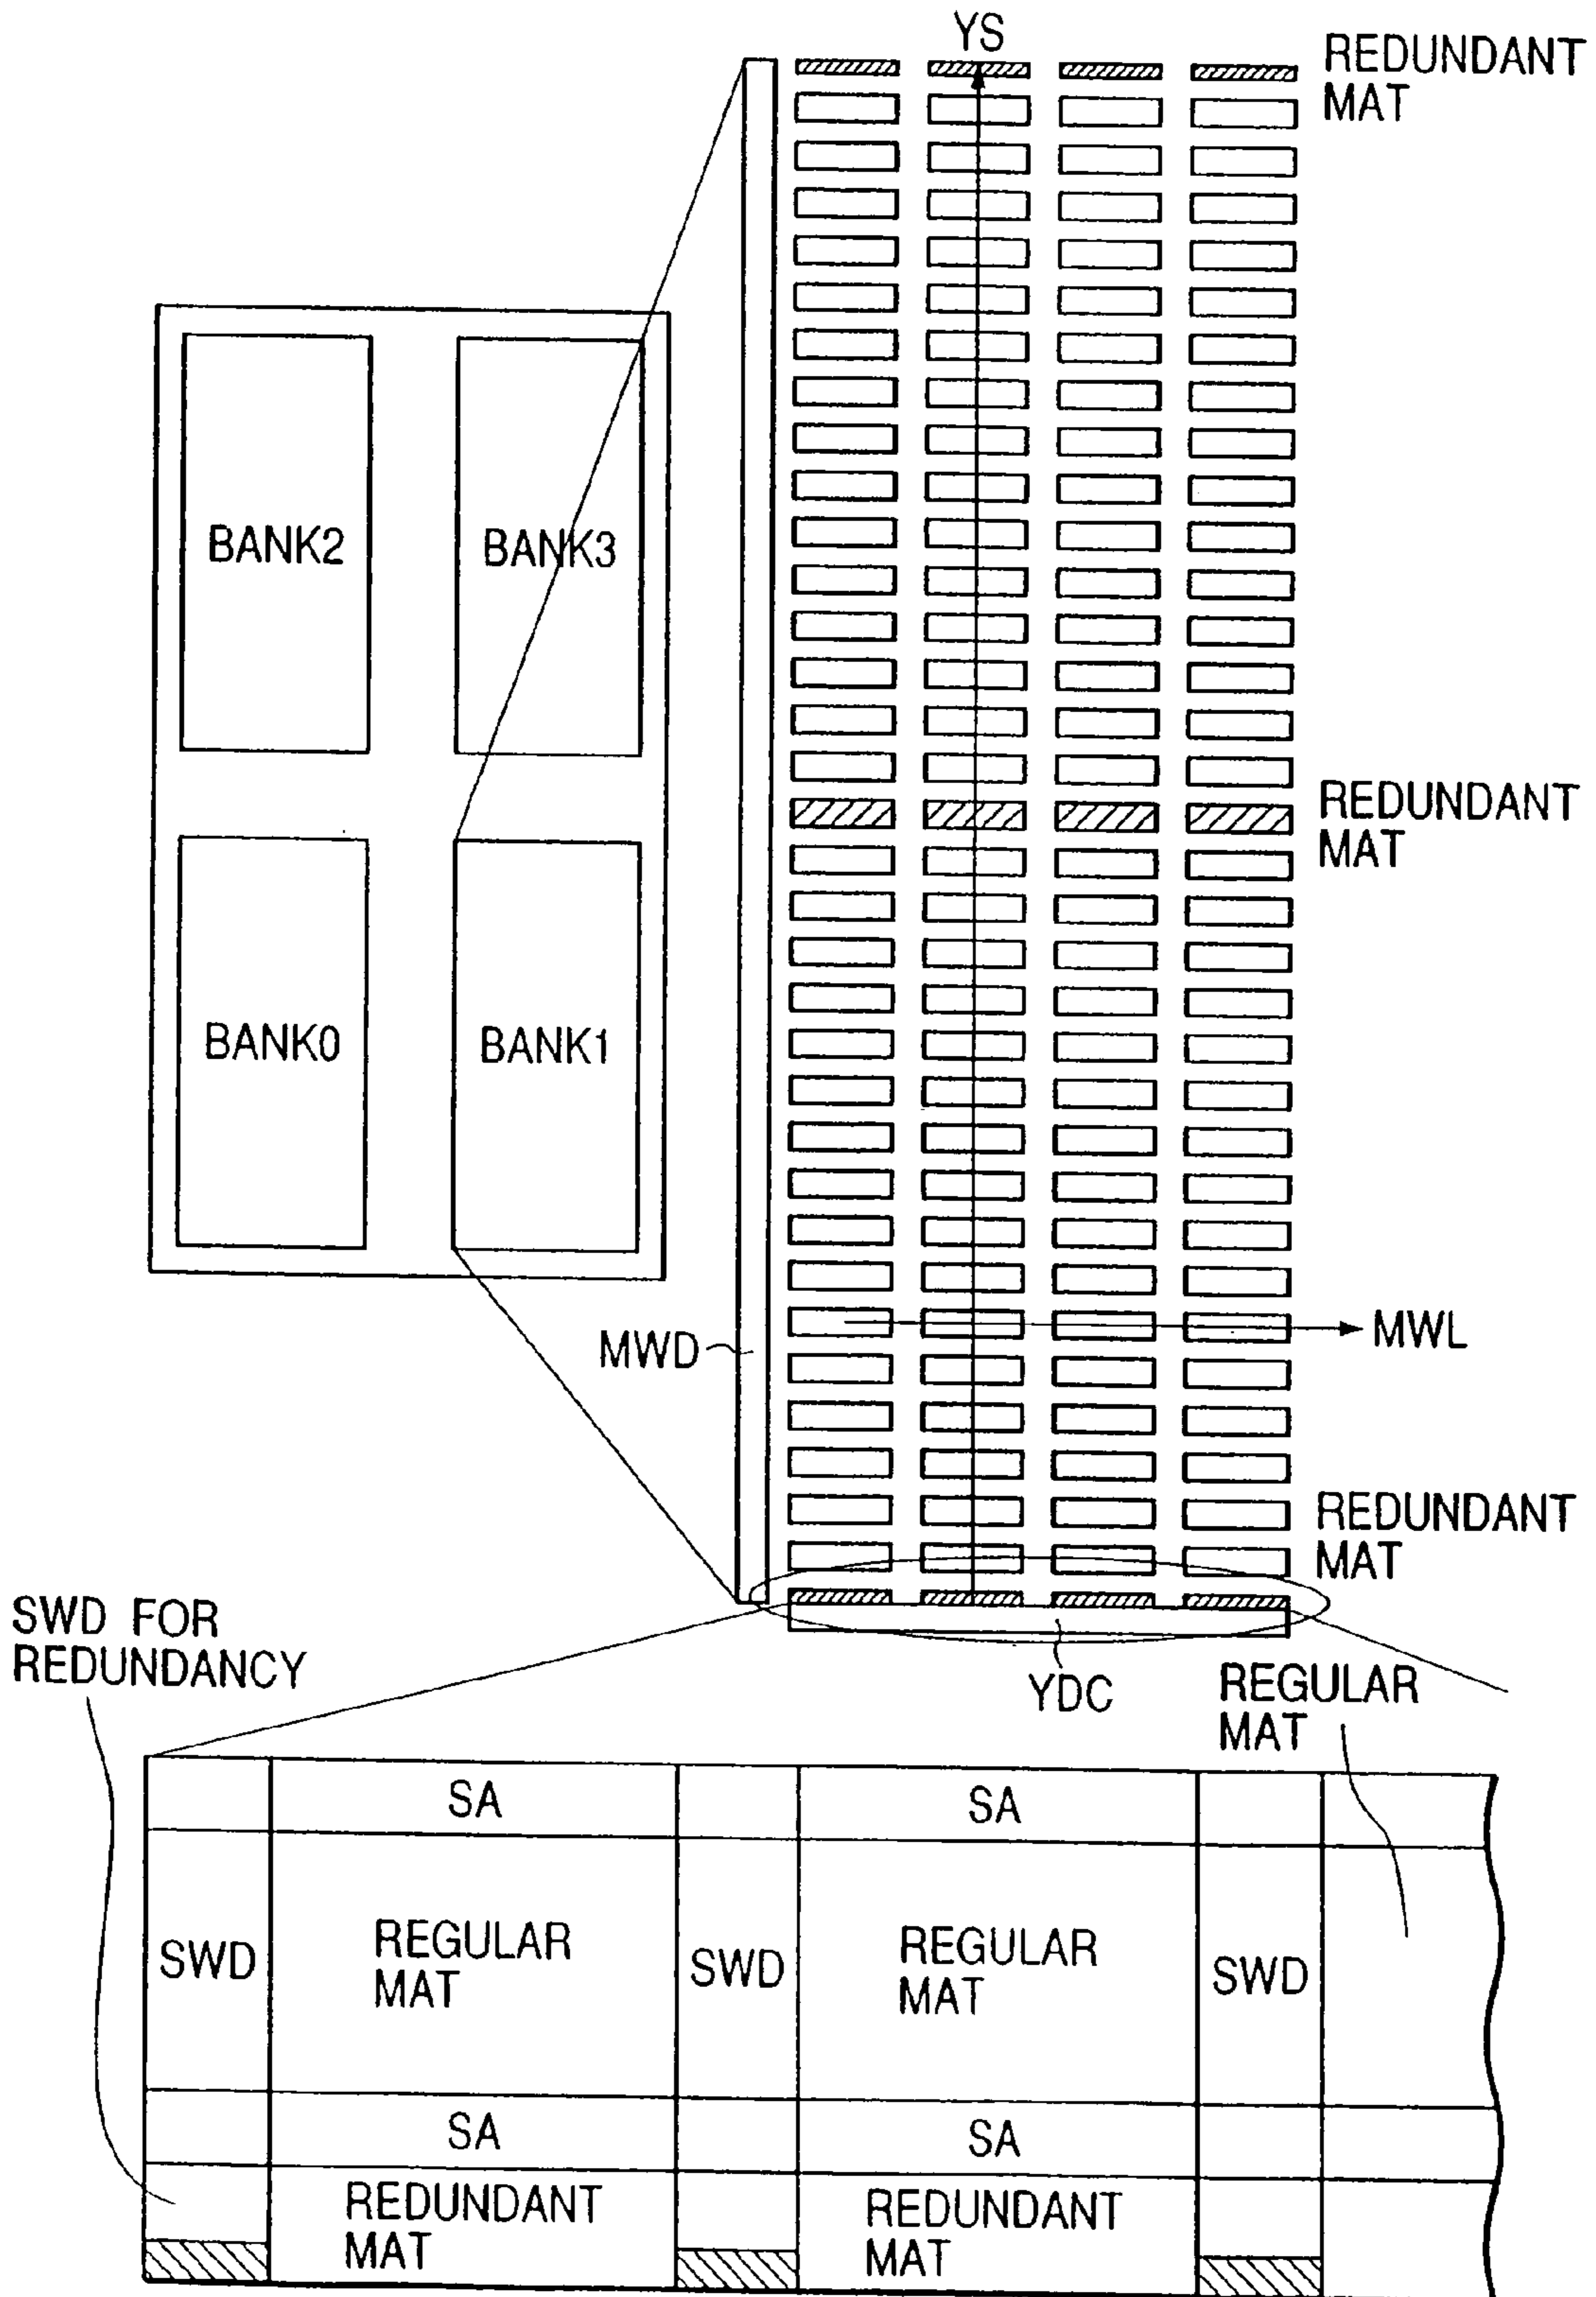 YS
REDUNDANT
MAT
BANK2
BANK3
REDUNDANT
MAT
BANK0
BANK1
MWD
MWL
REDUNDANT
MAT
SWD FOR
REDUNDANCY
YDC
REGULAR
MAT
SA
SA
SWD
REGULAR
MAT
SWD
REGULAR
MAT
SWD
SA
SA
REDUNDANT
MAT
REDUNDANT
MAT